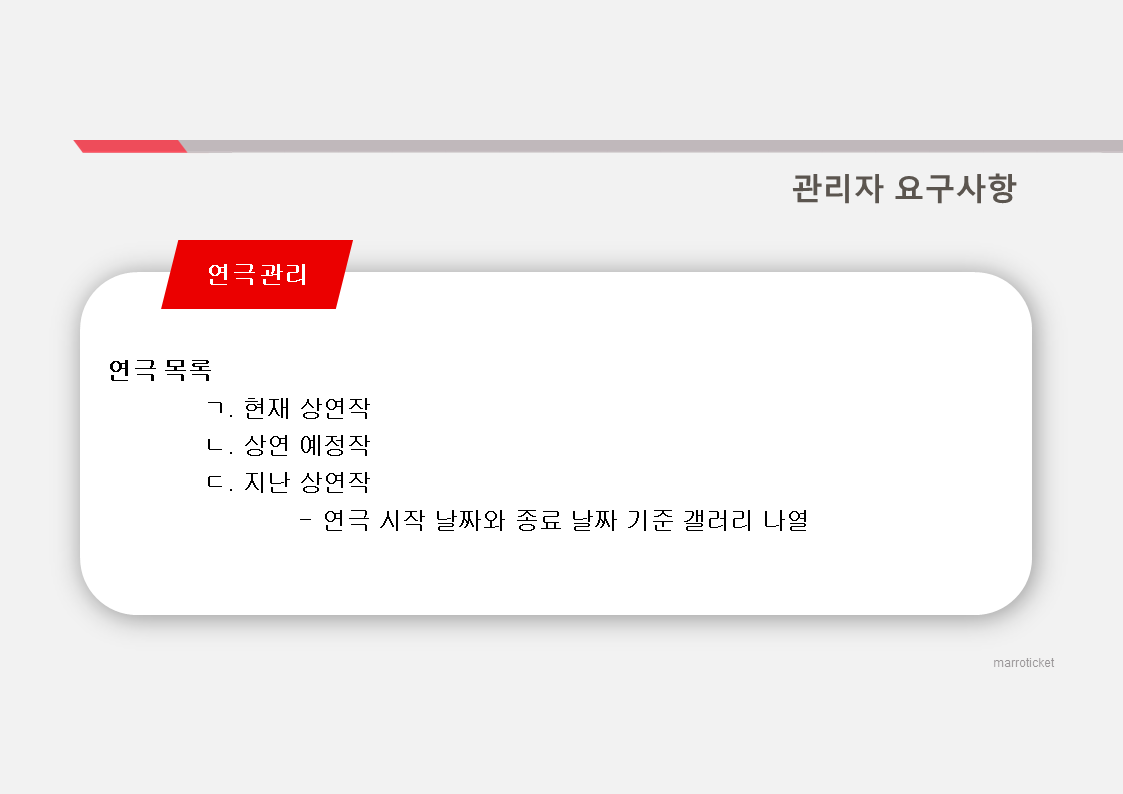 관리자 요구사항
연극관리
연극 목록
ㄱ. 현재 상연작
ㄴ. 상연 예정작
ㄷ. 지난 상연작
- 연극 시작 날짜와 종료 날짜 기준 갤러리 나열
marroticket